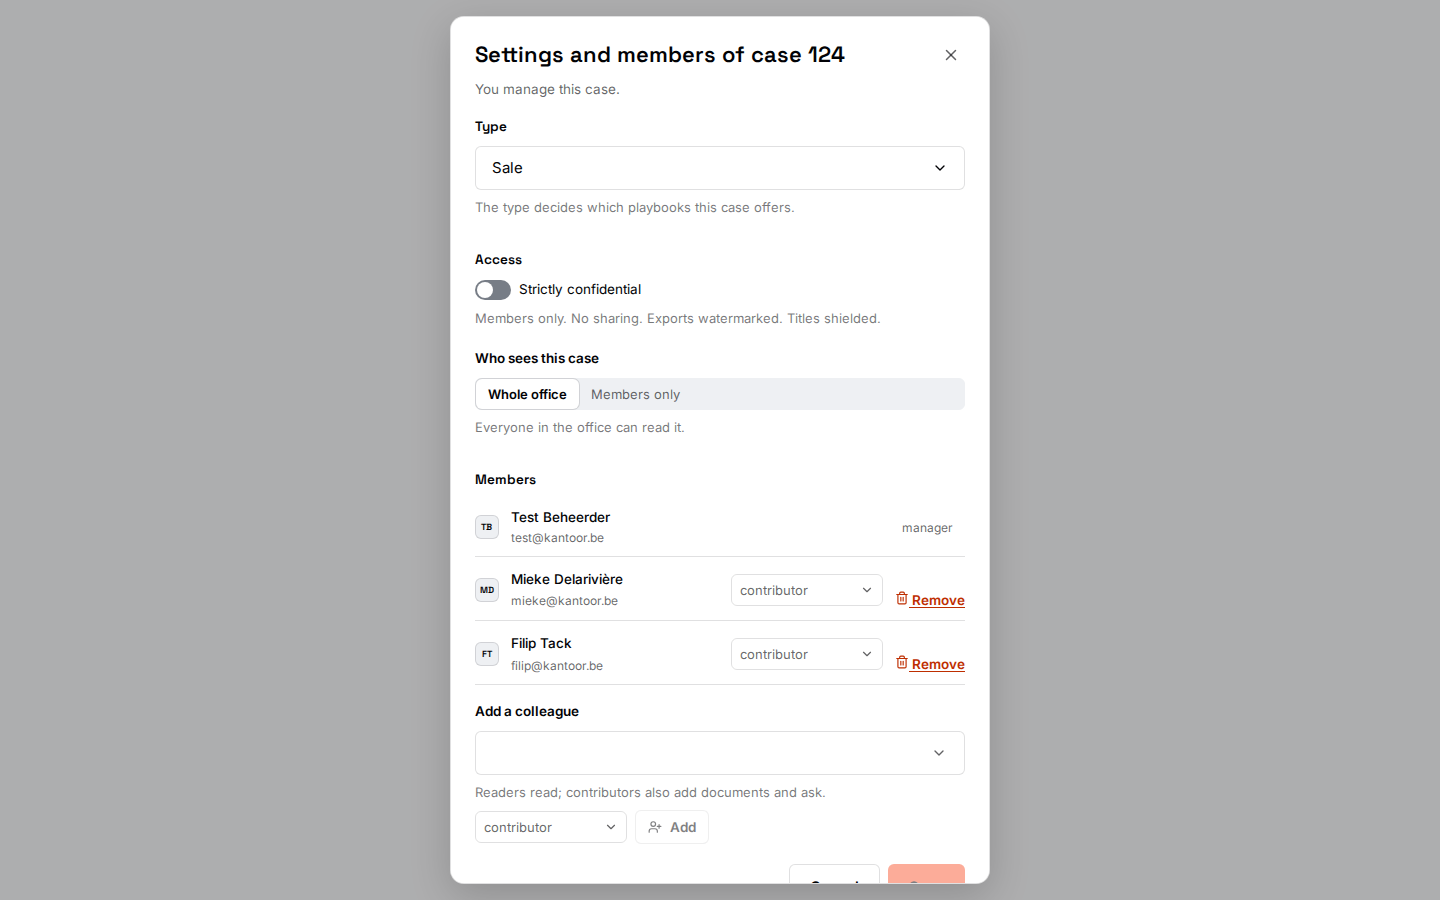 Settings and members of case 124
You manage this case.
Type
Sale
The type decides which playbooks this case offers.
Access
Strictly confidential
Members only. No sharing. Exports watermarked. Titles shielded.
Who sees this case
Whole office Members only
Everyone in the office can read it.
Members
TB Test Beheerder
test@kantoor.be
manager
MD Mieke Delarivière
mieke@kantoor.be
contributor
Remove
FT Filip Tack
filip@kantoor.be
contributor
Remove
Add a colleague
Readers read; contributors also add documents and ask.
contributor Add